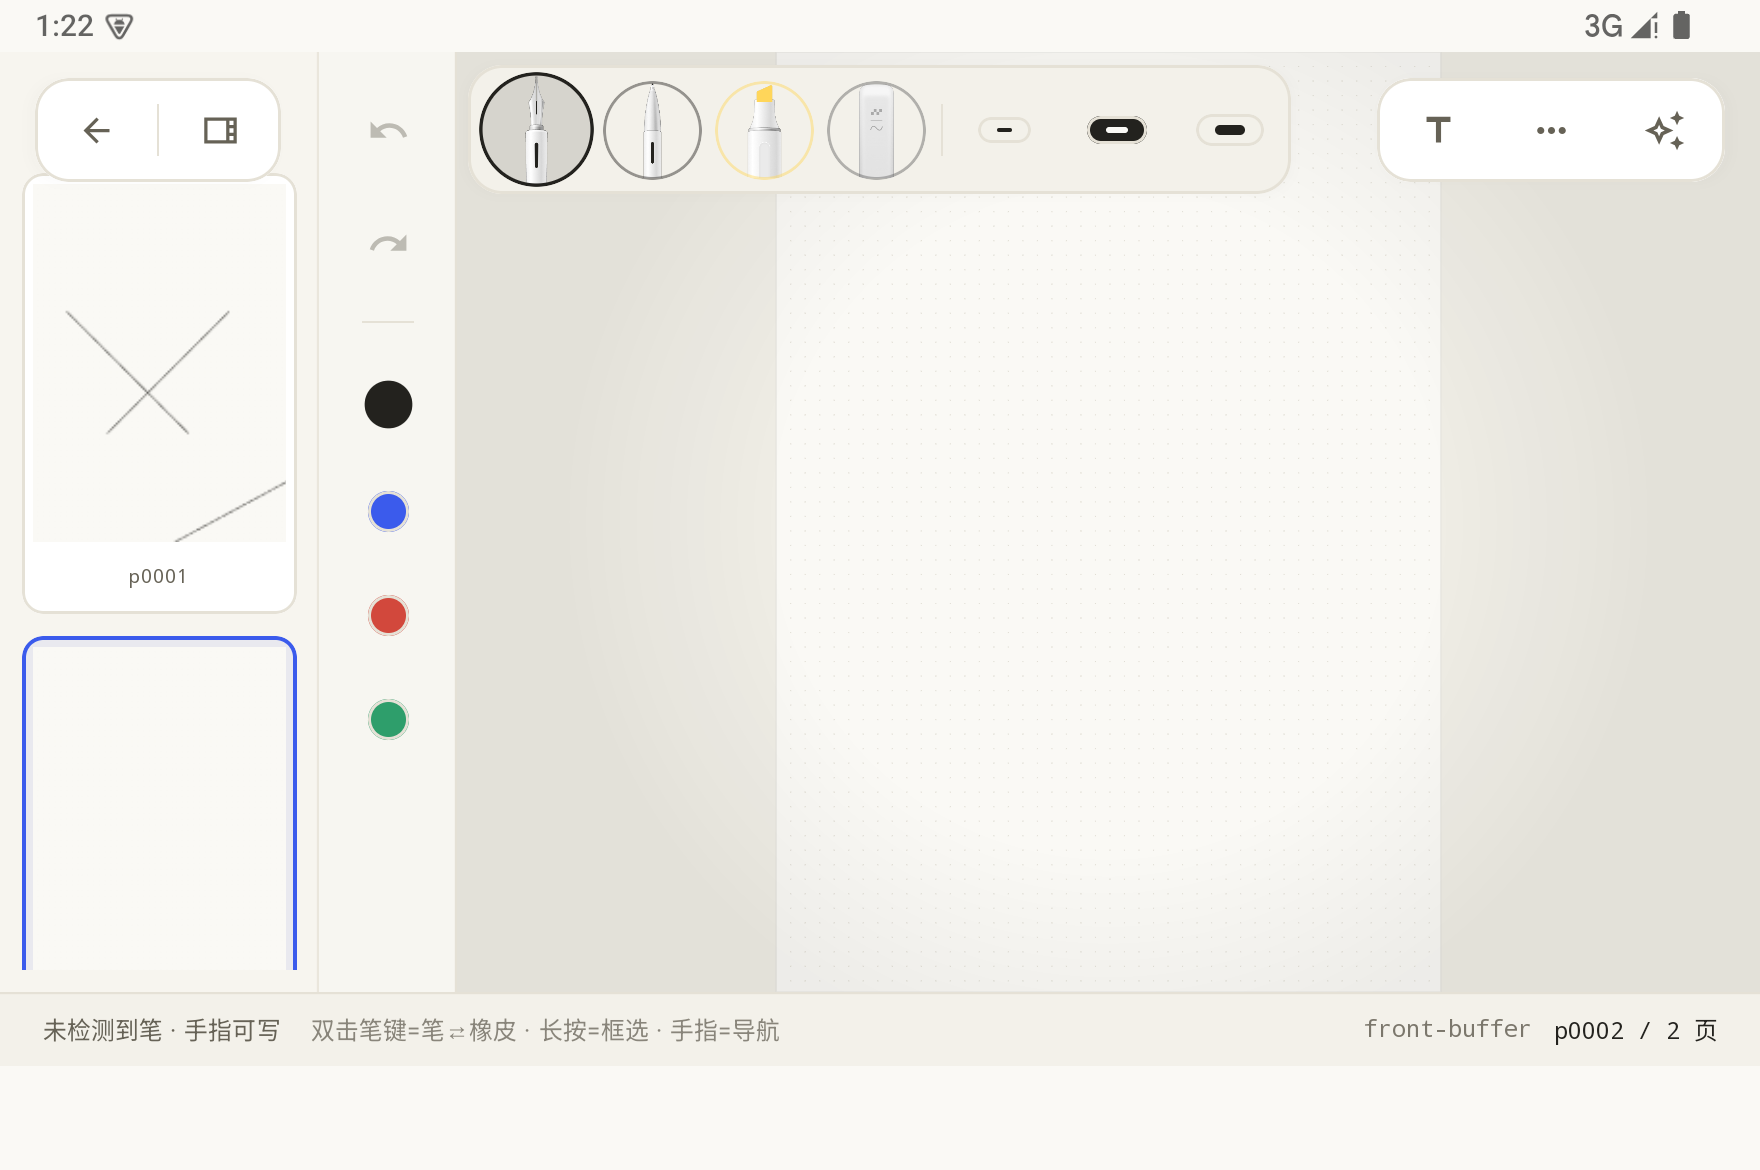 1:22
3G
T
p0001
未检测到笔 · 手指可写 双击笔键=笔⇄橡皮 · 长按=框选 · 手指=导航
front-buffer p0002 / 2 页